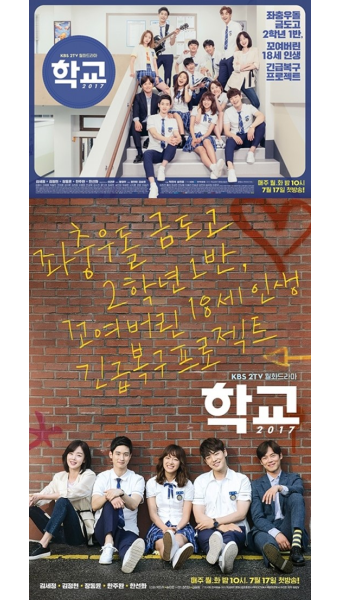 KBS 2TV 월화드라마
학교
2017
좌충우돌
금도고
2학년 1반,
꼬여버린
18세 인생
긴급복구
프로젝트
매주 월, 화 밤 10시
7월 17일 첫방송!
좌충우돌 금도고
2학년 1반,
꼬여버린 18세 인생
긴급복구 프로젝트
KBS 2TV 월화드라마
학교
2017
매주 월, 화 밤 10시, 7월 17일 첫방송!
김세정 · 김정현 · 장동윤 · 한주완 · 한선화